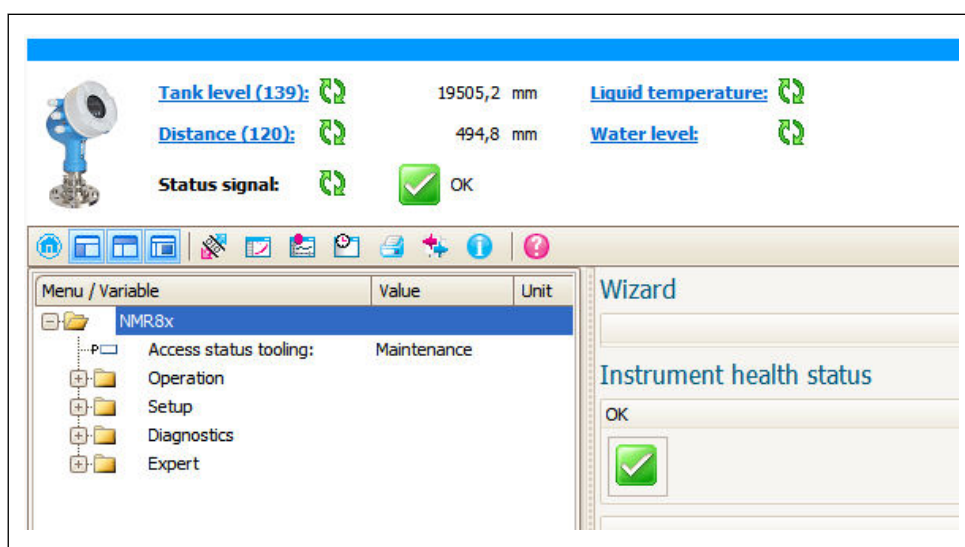 Tank level (139): 19505,2 mm Liquid temperature:
Distance (120): 494,8 mm Water level:
Status signal: OK
Menu / Variable Value Unit
NMR8x
Access status tooling: Maintenance
Operation
Setup
Diagnostics
Expert
Wizard
Instrument health status
OK